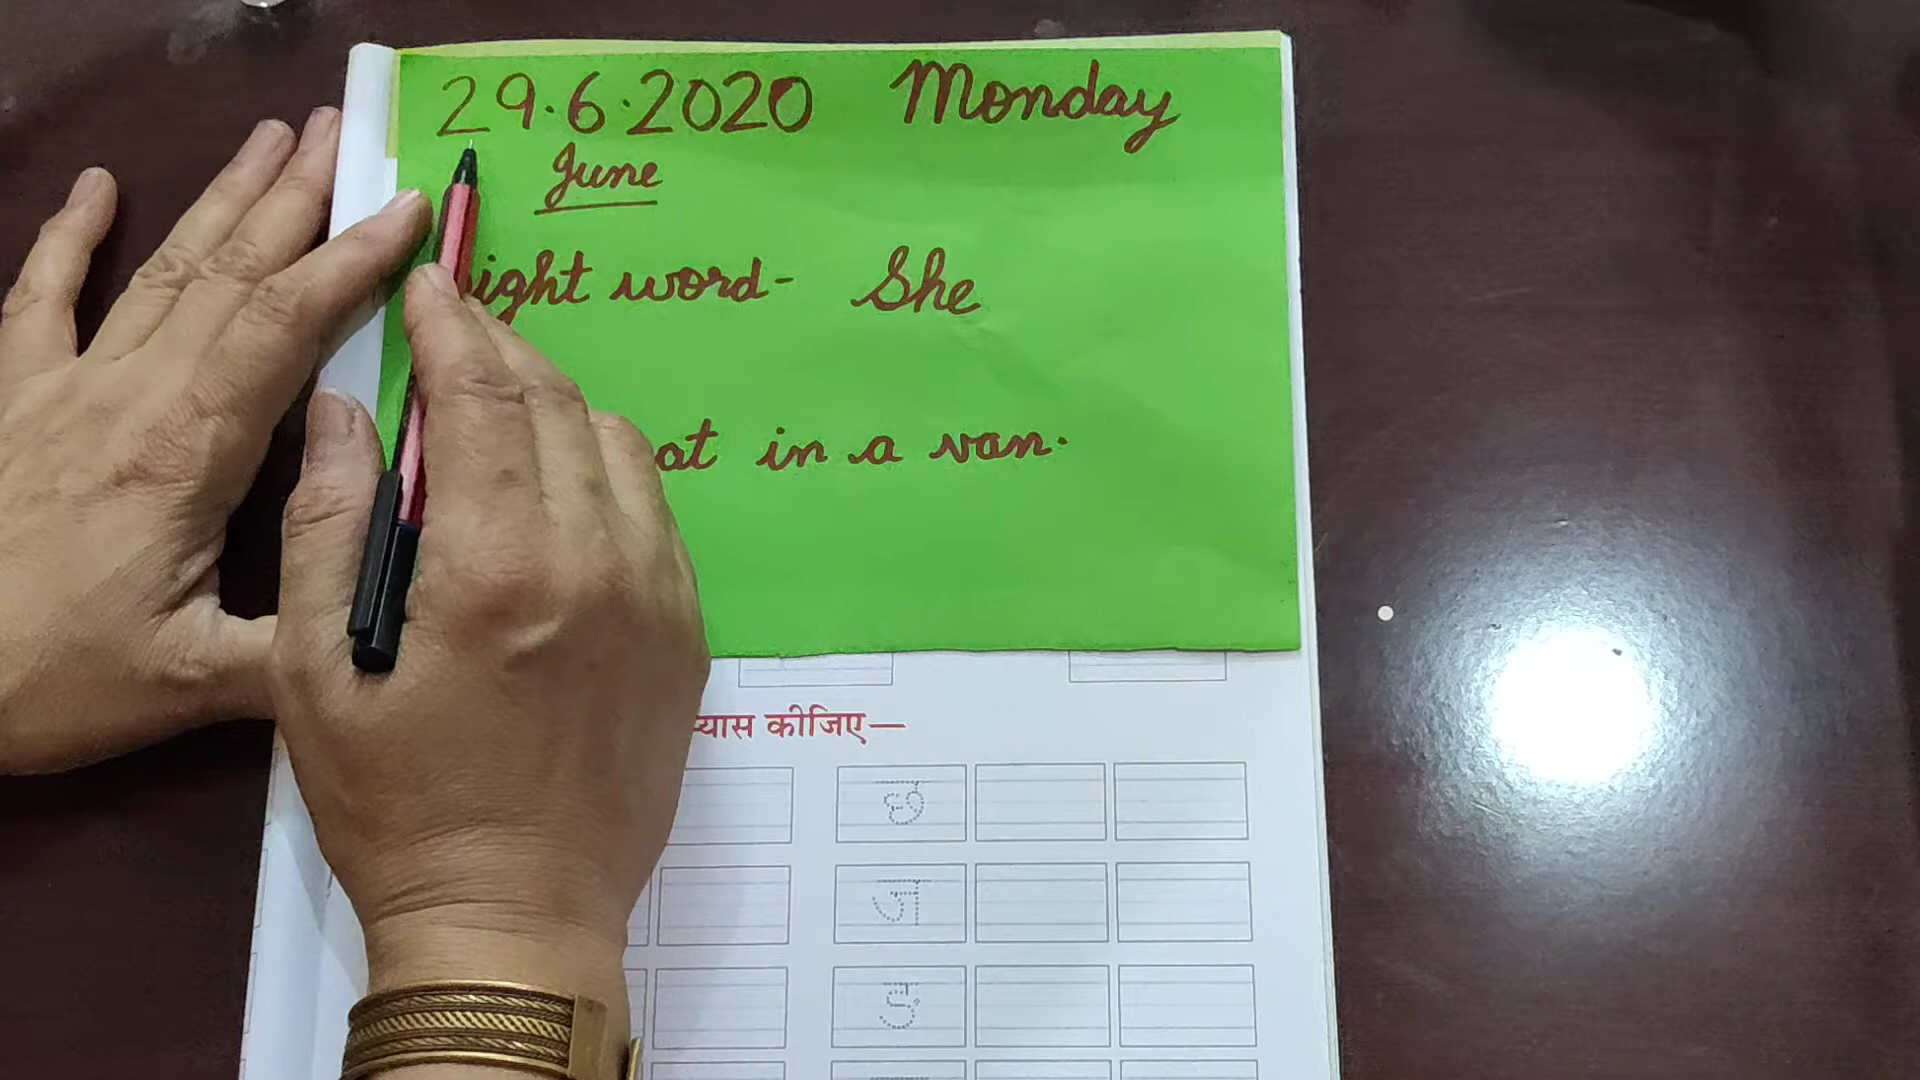 29.6.2020 Monday
June
ight word- She
at in a van.
यास कीजिए—
छ
ज
ङ